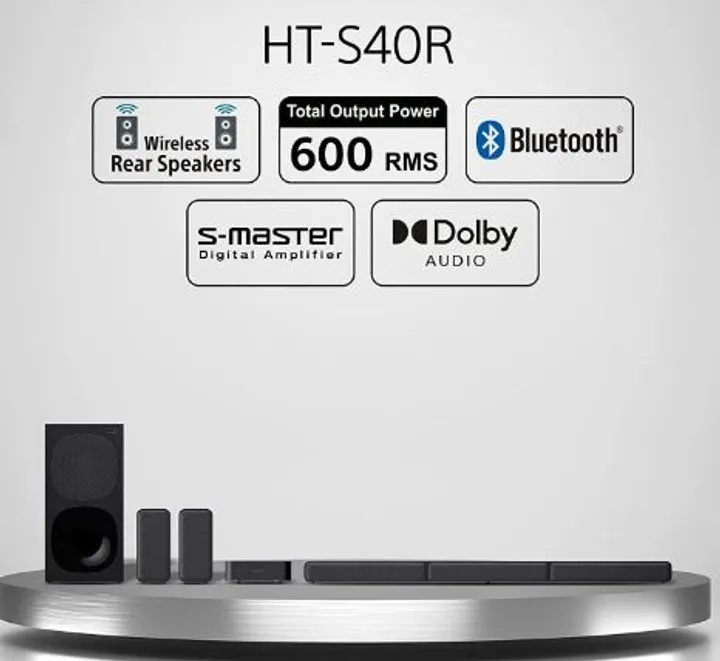 HT-S40R
Wireless
Rear Speakers
Total Output Power
600 RMS
Bluetooth®
S-master
Digital Amplifier
Dolby
AUDIO